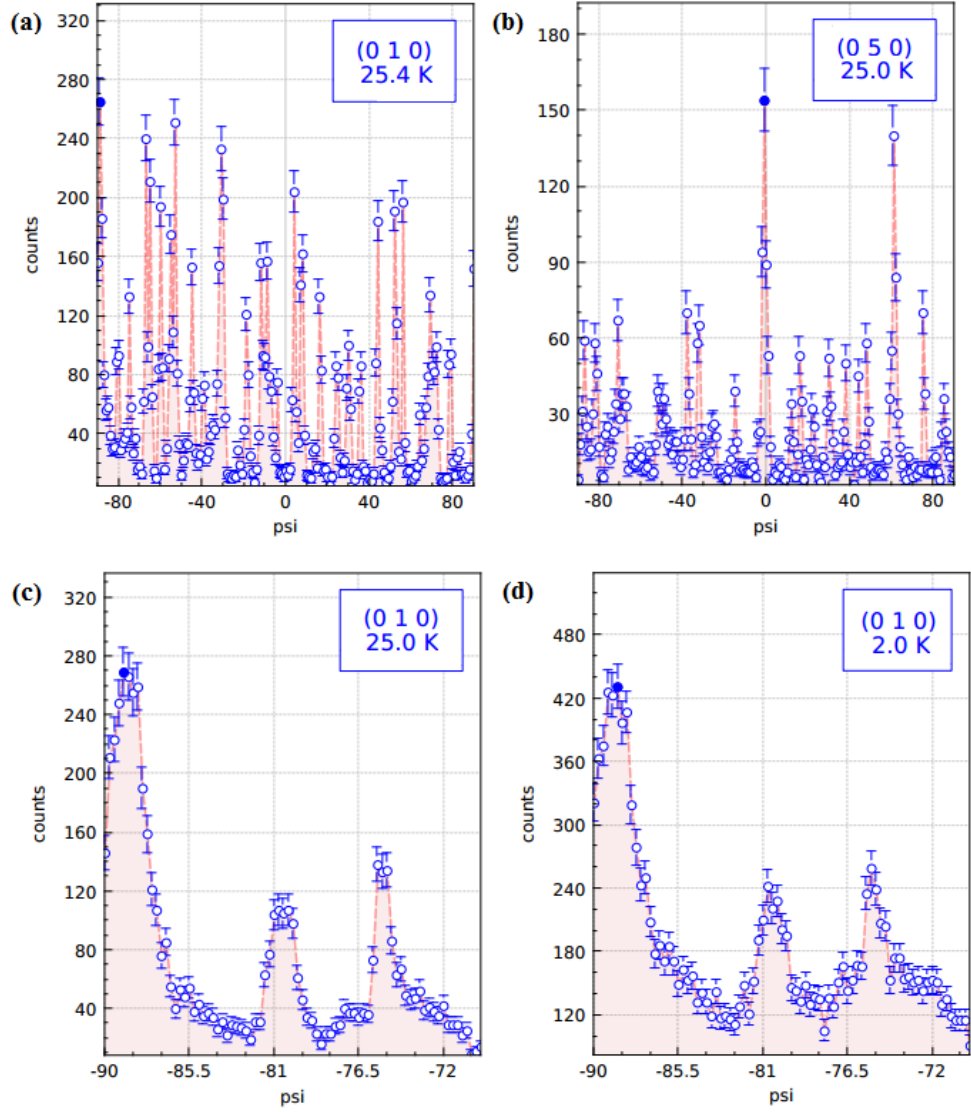 (a)
(0 1 0)
25.4 K
320
280
240
200
160
120
80
40
counts
-80
-40
0
40
80
psi
(b)
(0 5 0)
25.0 K
180
150
120
90
60
30
counts
-80
-40
0
40
80
psi
(c)
(0 1 0)
25.0 K
320
280
240
200
160
120
80
40
counts
-90
-85.5
-81
-76.5
-72
psi
(d)
(0 1 0)
2.0 K
480
420
360
300
240
180
120
counts
-90
-85.5
-81
-76.5
-72
psi